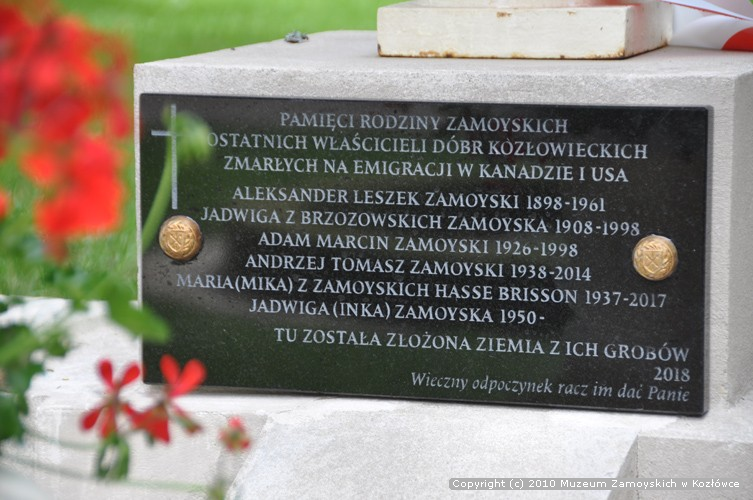 PAMIĘCI RODZINY ZAMOYSKICH
OSTATNICH WŁAŚCICIELI DÓBR KOZŁOWIECKICH
ZMARŁYCH NA EMIGRACJI W KANADZIE I USA
ALEKSANDER LESZEK ZAMOYSKI 1898-1961
JADWIGA Z BRZOZOWSKICH ZAMOYSKA 1908-1998
ADAM MARCIN ZAMOYSKI 1926-1998
ANDRZEJ TOMASZ ZAMOYSKI 1938-2014
MARIA(MIKA) Z ZAMOYSKICH HASSE BRISSON 1937-2017
JADWIGA(INKA) ZAMOYSKA 1950-
TU ZOSTAŁA ZŁOŻONA ZIEMIA Z ICH GROBÓW
2018
Wieczny odpoczynek racz im dać Panie
Copyright (c) 2010 Muzeum Zamoyskich w Kozłówce